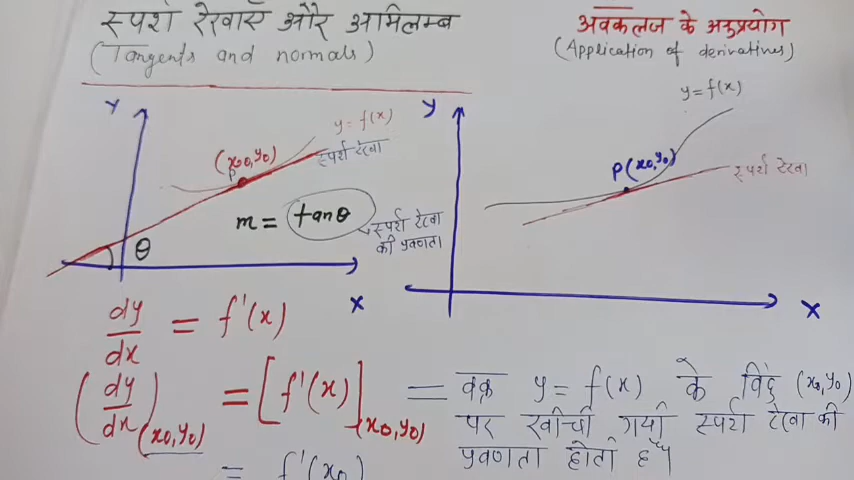 स्पर्श रेखाएँ और अभिलम्ब
(Tangents and normals)
अवकलज के अनुप्रयोग
(Application of derivatives)
Y
y = f(x)
(x0, y0)
P
स्पर्श रेखा
m = tanθ
स्पर्श रेखा
की प्रवणता
θ
X
y
y = f(x)
P(x0, y0)
स्पर्श रेखा
X
dy/dx = f'(x)
(dy/dx)(x0, y0) = [f'(x)](x0, y0) = वक्र y = f(x) के बिंदु (x0, y0)
पर खींची गयी स्पर्श रेखा की
प्रवणता होती है
= f'(x0)